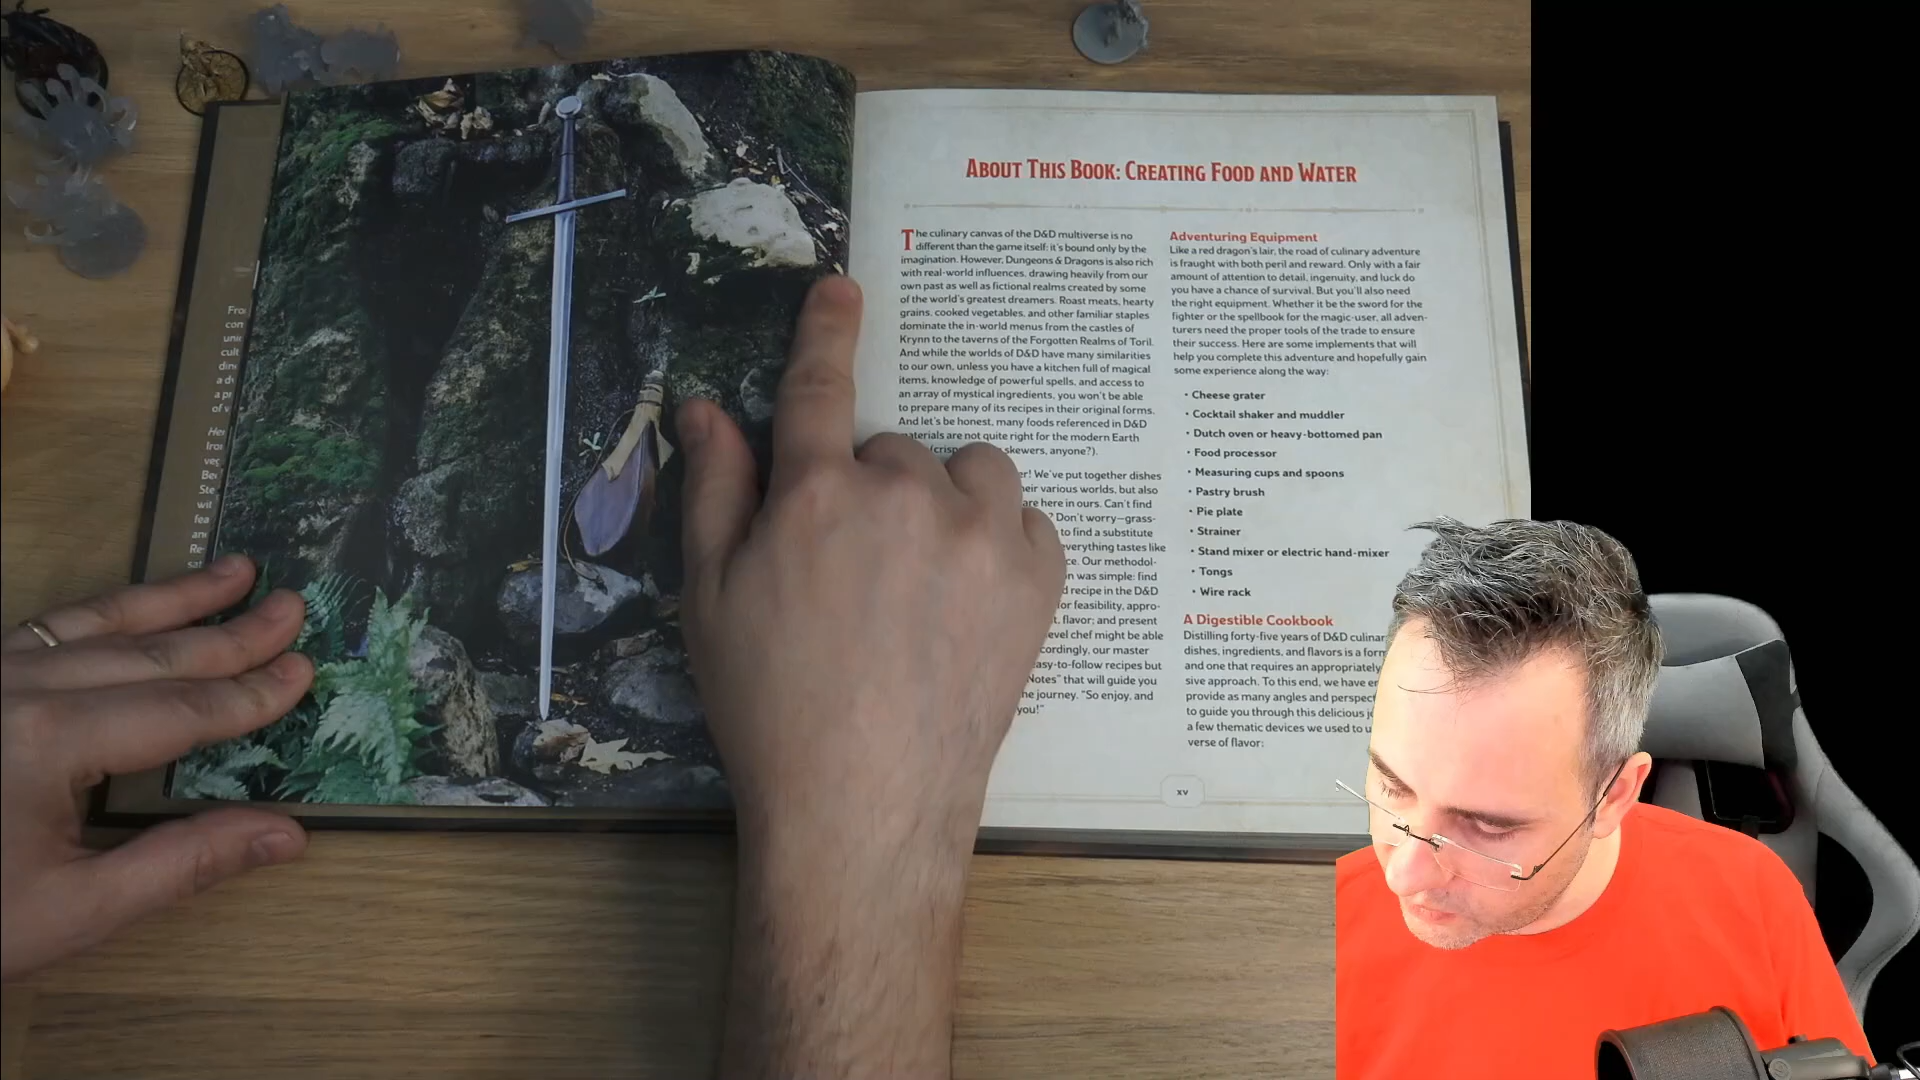 ABOUT THIS BOOK: CREATING FOOD AND WATER
The culinary canvas of the D&D multiverse is no
different than the game itself: it's bound only by the
imagination. However, Dungeons & Dragons is also rich
with real-world influences, drawing heavily from our
own past as well as fictional realms created by some
of the world's greatest dreamers. Roast meats, hearty
grains, cooked vegetables, and other familiar staples
dominate the in-world menus from the castles of
Krynn to the taverns of the Forgotten Realms of Toril.
And while the worlds of D&D have many similarities
to our own, unless you have a kitchen full of magical
items, knowledge of powerful spells, and access to
an array of mystical ingredients, you won't be able
to prepare many of its recipes in their original forms.
And let's be honest, many foods referenced in D&D
materials are not quite right for the modern Earth
skewers, anyone?).
We've put together dishes
various worlds, but also
are here in ours. Can't find
? Don't worry—grass-
to find a substitute
everything tastes like
Our methodol-
was simple: find
recipe in the D&D
for feasibility, appro-
flavor; and present
chef might be able
our master
easy-to-follow recipes but
Notes" that will guide you
journey. "So enjoy, and
you!"
Adventuring Equipment
Like a red dragon's lair, the road of culinary adventure
is fraught with both peril and reward. Only with a fair
amount of attention to detail, ingenuity, and luck do
you have a chance of survival. But you'll also need
the right equipment. Whether it be the sword for the
fighter or the spellbook for the magic-user, all adven-
turers need the proper tools of the trade to ensure
their success. Here are some implements that will
help you complete this adventure and hopefully gain
some experience along the way:
• Cheese grater
• Cocktail shaker and muddler
• Dutch oven or heavy-bottomed pan
• Food processor
• Measuring cups and spoons
• Pastry brush
• Pie plate
• Strainer
• Stand mixer or electric hand-mixer
• Tongs
• Wire rack
A Digestible Cookbook
Distilling forty-five years of D&D culinar
dishes, ingredients, and flavors is a form
and one that requires an appropriately
sive approach. To this end, we have
provide as many angles and perspec
to guide you through this delicious
a few thematic devices we used to
verse of flavor:
xv